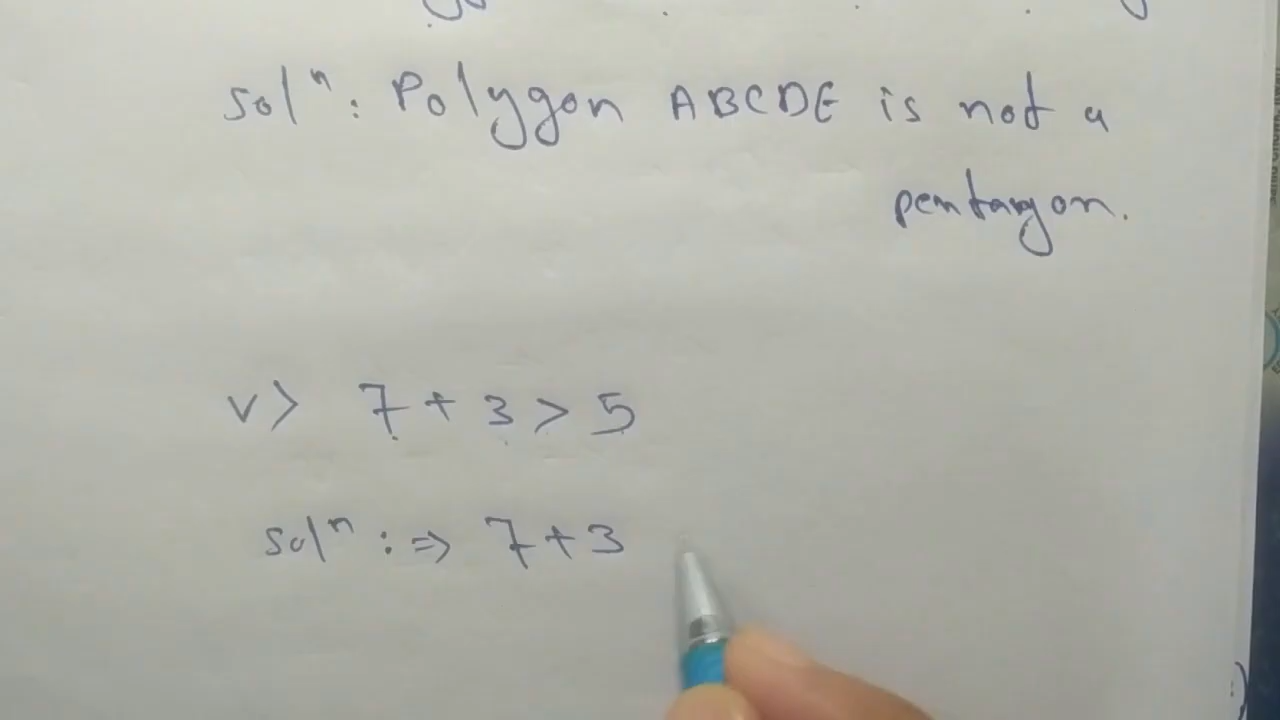 solⁿ: Polygon ABCDE is not a
pentagon.
v> 7 + 3 > 5
solⁿ : ⇒ 7 + 3